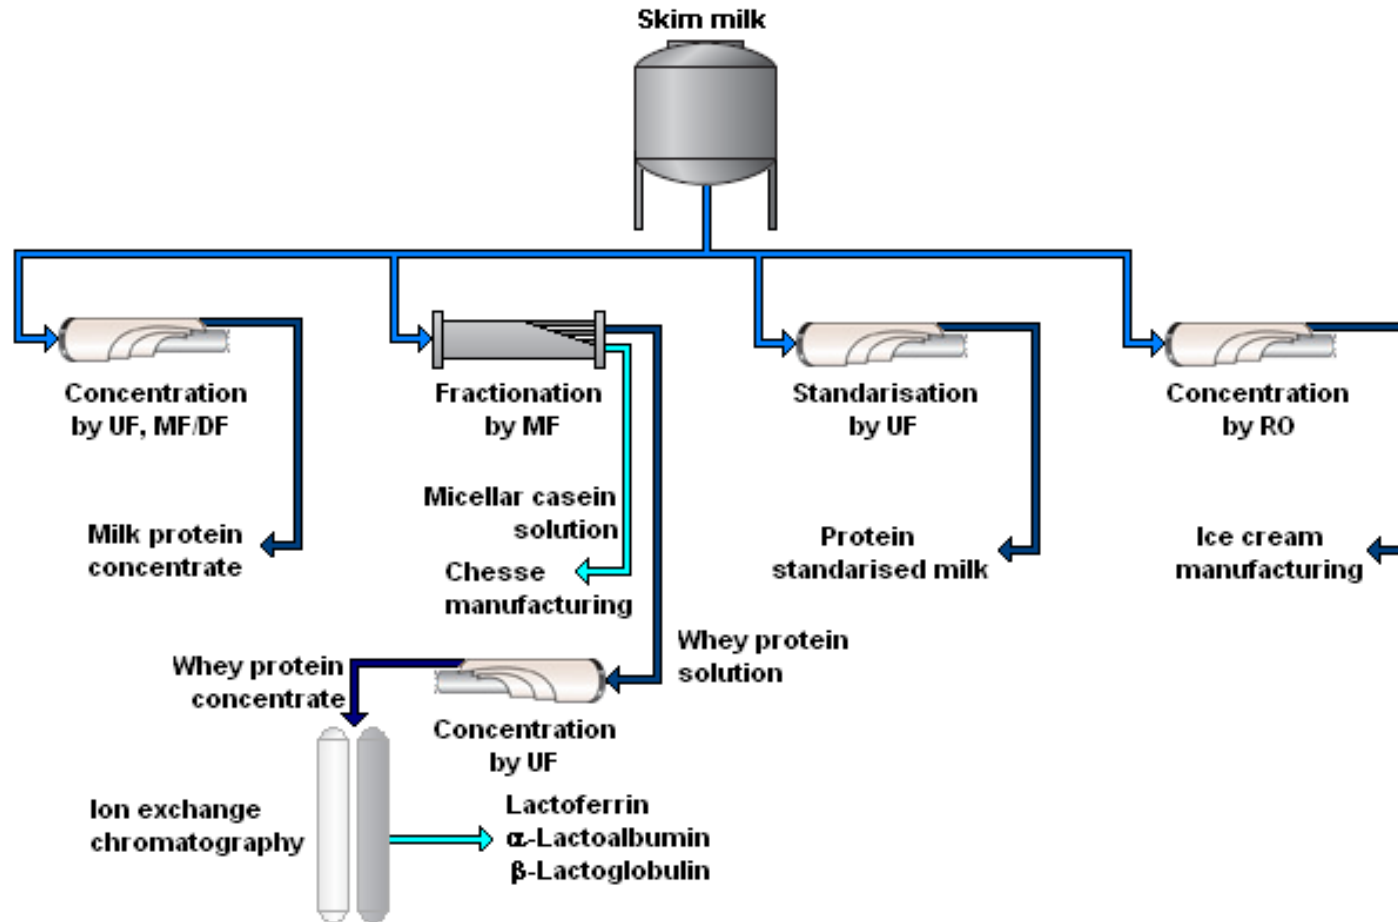 Skim milk
Concentration
by UF, MF/DF
Fractionation
by MF
Standarisation
by UF
Concentration
by RO
Micellar casein
solution
Milk protein
concentrate
Chesse
manufacturing
Protein
standarised milk
Ice cream
manufacturing
Whey protein
solution
Whey protein
concentrate
Concentration
by UF
Ion exchange
chromatography
Lactoferrin
α-Lactoalbumin
β-Lactoglobulin